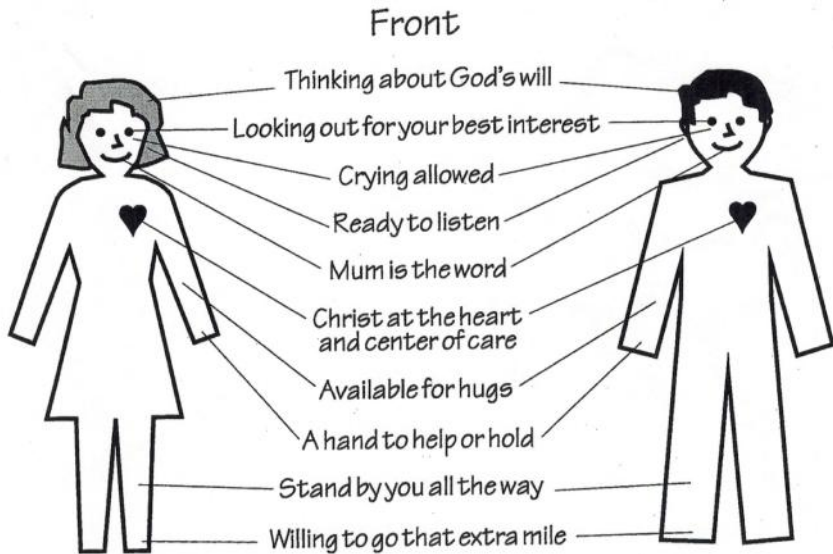 Front
Thinking about God's will
Looking out for your best interest
Crying allowed
Ready to listen
Mum is the word
Christ at the heart
and center of care
Available for hugs
A hand to help or hold
Stand by you all the way
Willing to go that extra mile